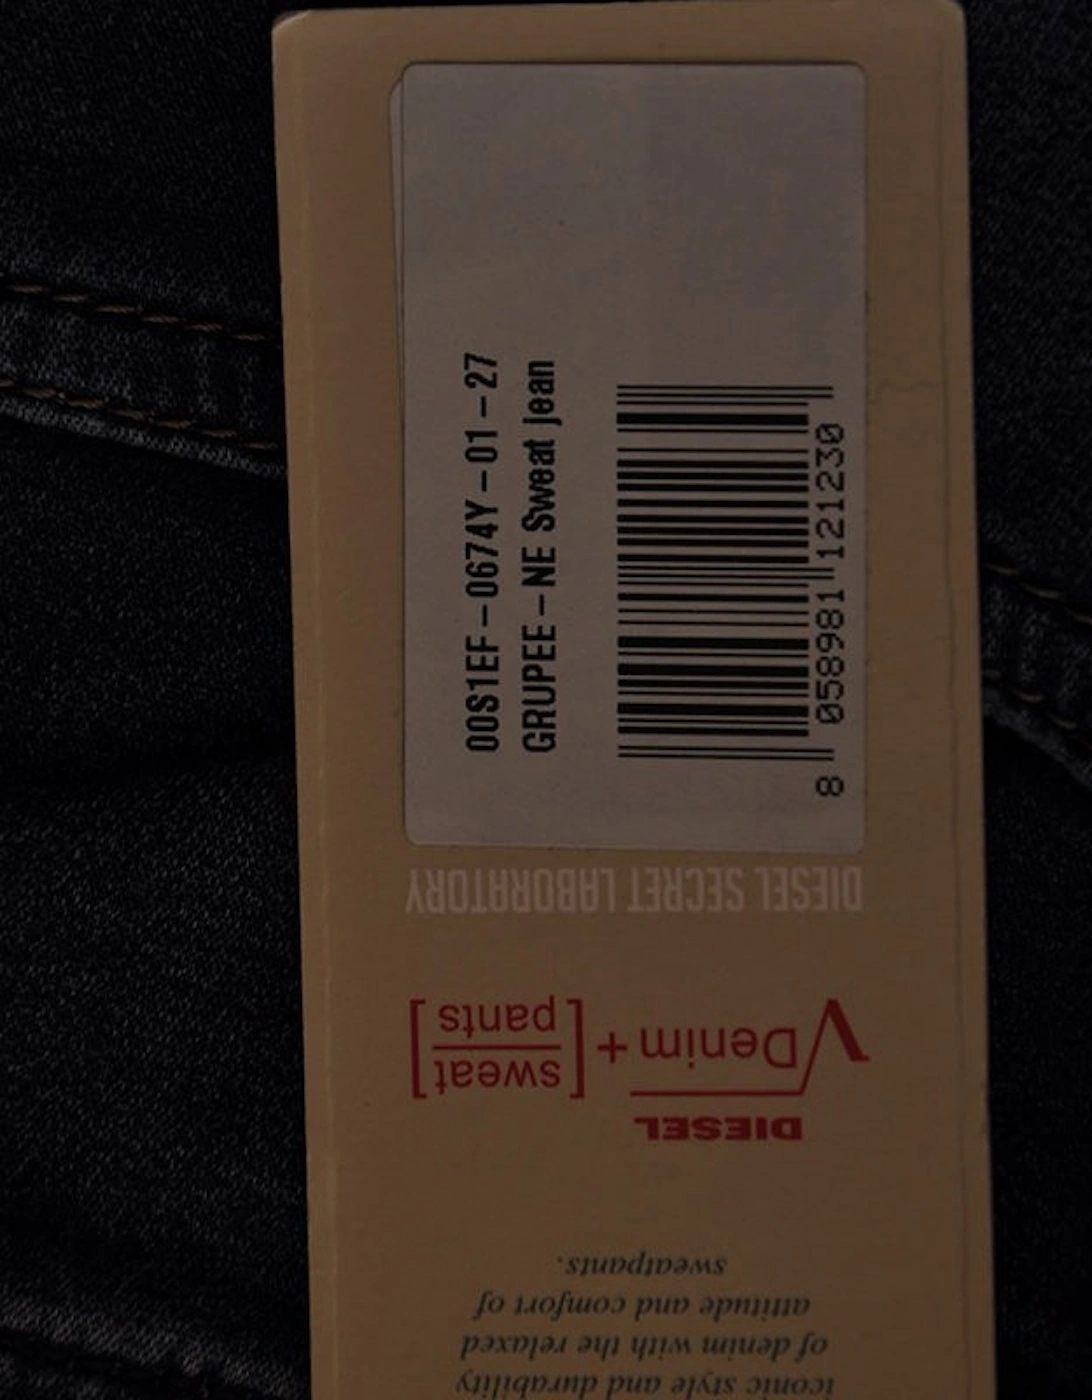 00S1EF-0674Y-01-27
GRUPEE-NE Sweat jean
8 058981 121230
DIESEL SECRET LABORATORY
iconic style and durability
of denim with the relaxed
attitude and comfort of
sweatpants.
DIESEL
√Denim + [sweat
pants]